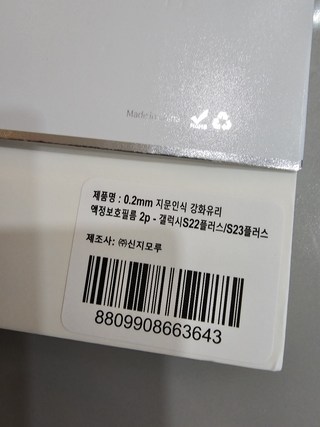 Made in China
제품명 : 0.2mm 지문인식 강화유리
액정보호필름 2p - 갤럭시S22플러스/S23플러스
제조사: ㈜신지모루
8809908663643